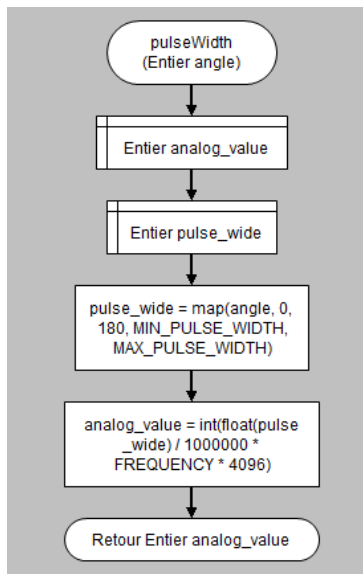 pulseWidth
(Entier angle)
Entier analog_value
Entier pulse_wide
pulse_wide = map(angle, 0,
180, MIN_PULSE_WIDTH,
MAX_PULSE_WIDTH)
analog_value = int(float(pulse
_wide) / 1000000 *
FREQUENCY * 4096)
Retour Entier analog_value